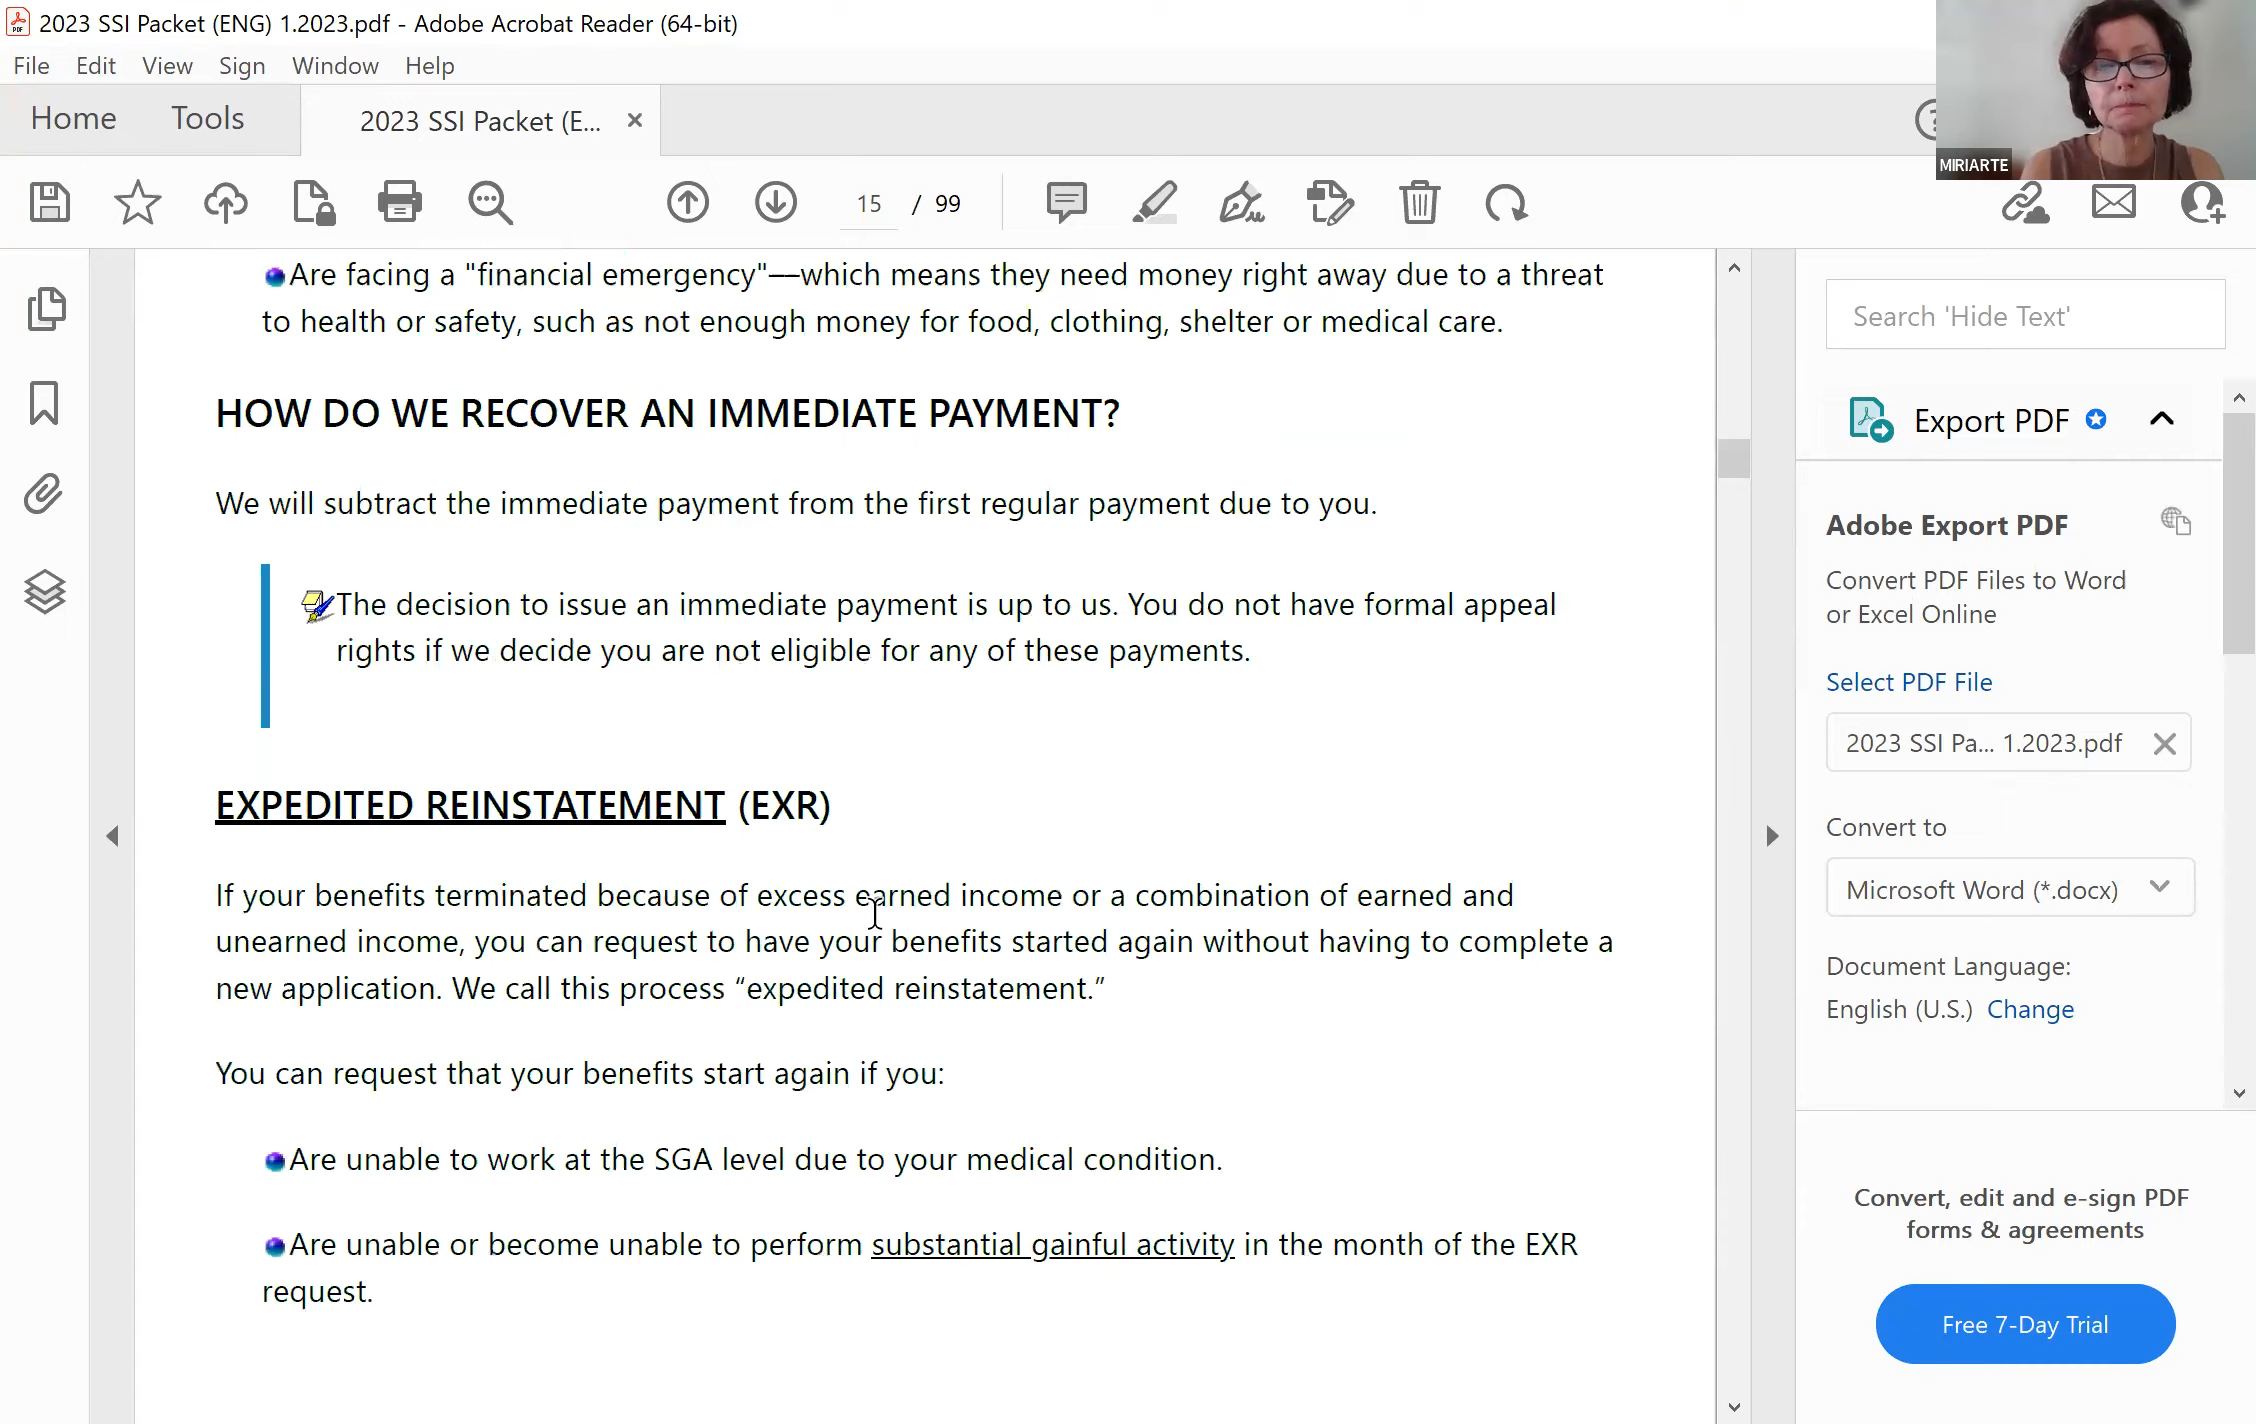 2023 SSI Packet (ENG) 1.2023.pdf - Adobe Acrobat Reader (64-bit)
File Edit View Sign Window Help
Home Tools 2023 SSI Packet (E... ×
MIRIARTE
15 / 99
Are facing a "financial emergency"—which means they need money right away due to a threat
to health or safety, such as not enough money for food, clothing, shelter or medical care.
HOW DO WE RECOVER AN IMMEDIATE PAYMENT?
We will subtract the immediate payment from the first regular payment due to you.
The decision to issue an immediate payment is up to us. You do not have formal appeal
rights if we decide you are not eligible for any of these payments.
EXPEDITED REINSTATEMENT (EXR)
If your benefits terminated because of excess earned income or a combination of earned and
unearned income, you can request to have your benefits started again without having to complete a
new application. We call this process “expedited reinstatement.”
You can request that your benefits start again if you:
Are unable to work at the SGA level due to your medical condition.
Are unable or become unable to perform substantial gainful activity in the month of the EXR
request.
Search 'Hide Text'
Export PDF
Adobe Export PDF
Convert PDF Files to Word
or Excel Online
Select PDF File
2023 SSI Pa... 1.2023.pdf
Convert to
Microsoft Word (*.docx)
Document Language:
English (U.S.) Change
Convert, edit and e-sign PDF
forms & agreements
Free 7-Day Trial